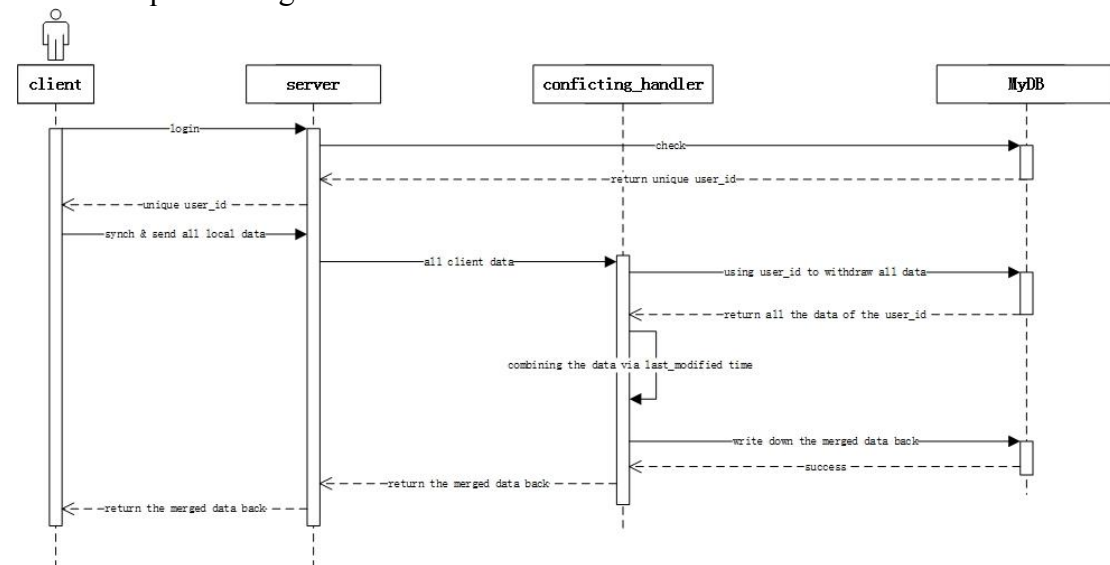 client
server
conficting_handler
MyDB
login
check
return unique user_id
unique user_id
synch & send all local data
all client data
using user_id to withdraw all data
return all the data of the user_id
combining the data via last_modified time
write down the merged data back
success
return the merged data back
return the merged data back